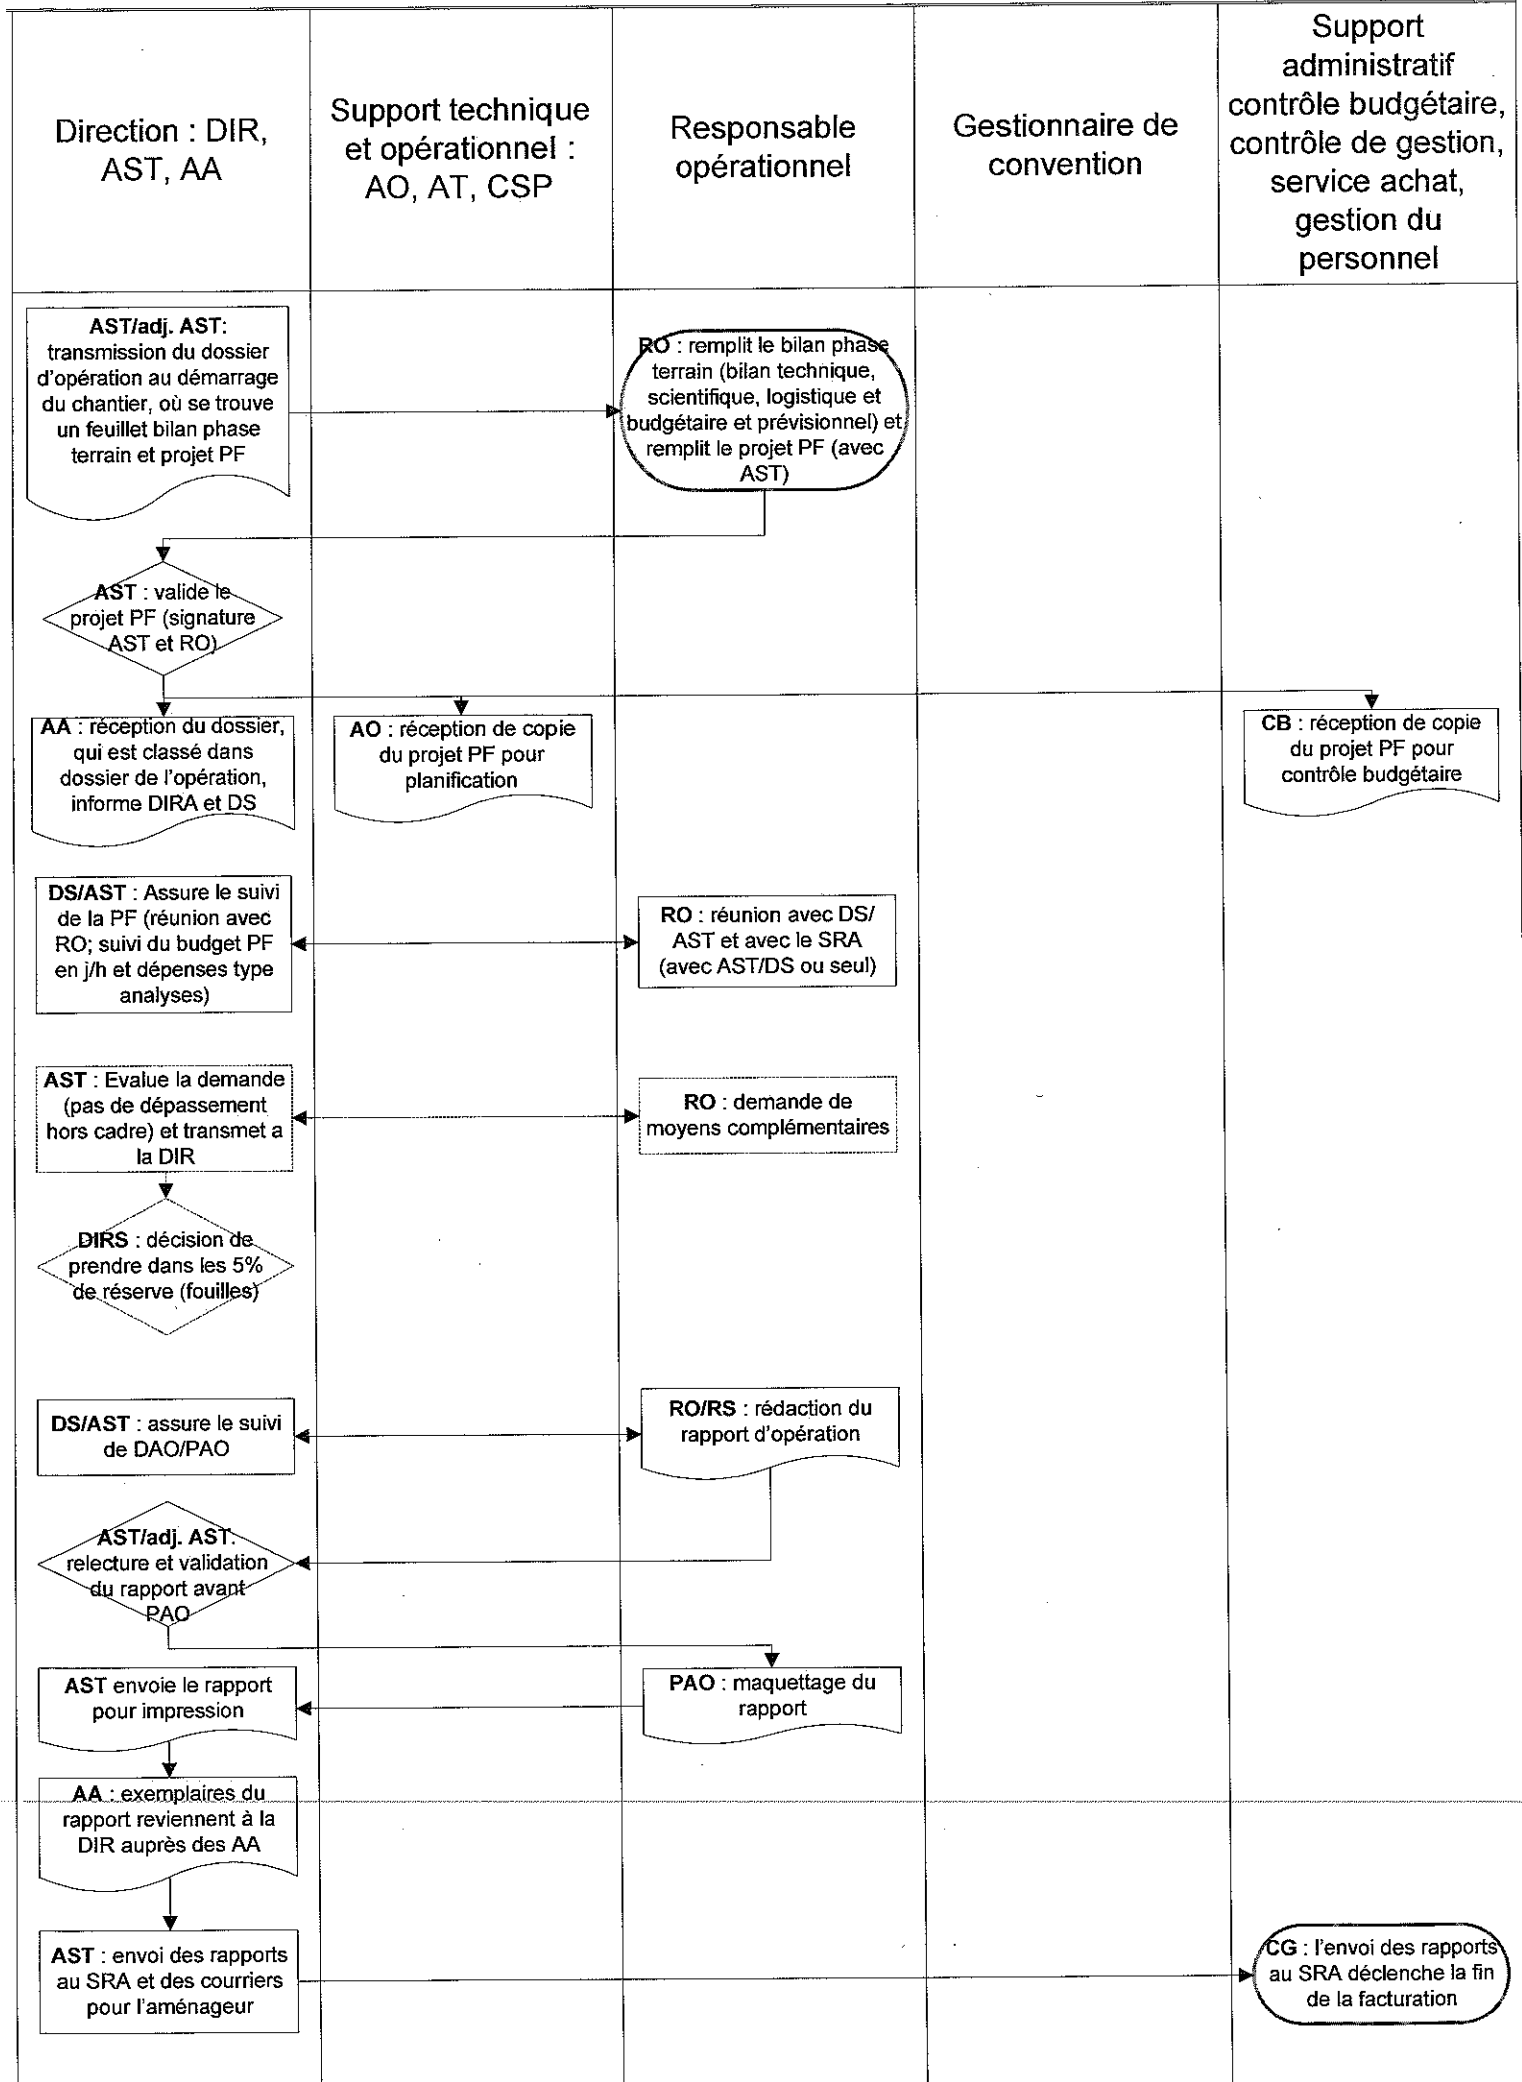 Direction : DIR,
AST, AA
Support technique
et opérationnel :
AO, AT, CSP
Responsable
opérationnel
Gestionnaire de
convention
Support
administratif
contrôle budgétaire,
contrôle de gestion,
service achat,
gestion du
personnel
AST/adj. AST:
transmission du dossier
d'opération au démarrage
du chantier, où se trouve
un feuillet bilan phase
terrain et projet PF
RO : remplit le bilan phase
terrain (bilan technique,
scientifique, logistique et
budgétaire et prévisionnel) et
remplit le projet PF (avec
AST)
AST : valide le
projet PF (signature
AST et RO)
AA : réception du dossier,
qui est classé dans
dossier de l'opération,
informe DIRA et DS
AO : réception de copie
du projet PF pour
planification
CB : réception de copie
du projet PF pour
contrôle budgétaire
DS/AST : Assure le suivi
de la PF (réunion avec
RO; suivi du budget PF
en j/h et dépenses type
analyses)
RO : réunion avec DS/
AST et avec le SRA
(avec AST/DS ou seul)
AST : Evalue la demande
(pas de dépassement
hors cadre) et transmet a
la DIR
RO : demande de
moyens complémentaires
DIRS : décision de
prendre dans les 5%
de réserve (fouilles)
DS/AST : assure le suivi
de DAO/PAO
RO/RS : rédaction du
rapport d'opération
AST/adj. AST:
relecture et validation
du rapport avant
PAO
AST envoie le rapport
pour impression
PAO : maquettage du
rapport
AA : exemplaires du
rapport reviennent à la
DIR auprès des AA
AST : envoi des rapports
au SRA et des courriers
pour l'aménageur
CG : l'envoi des rapports
au SRA déclenche la fin
de la facturation